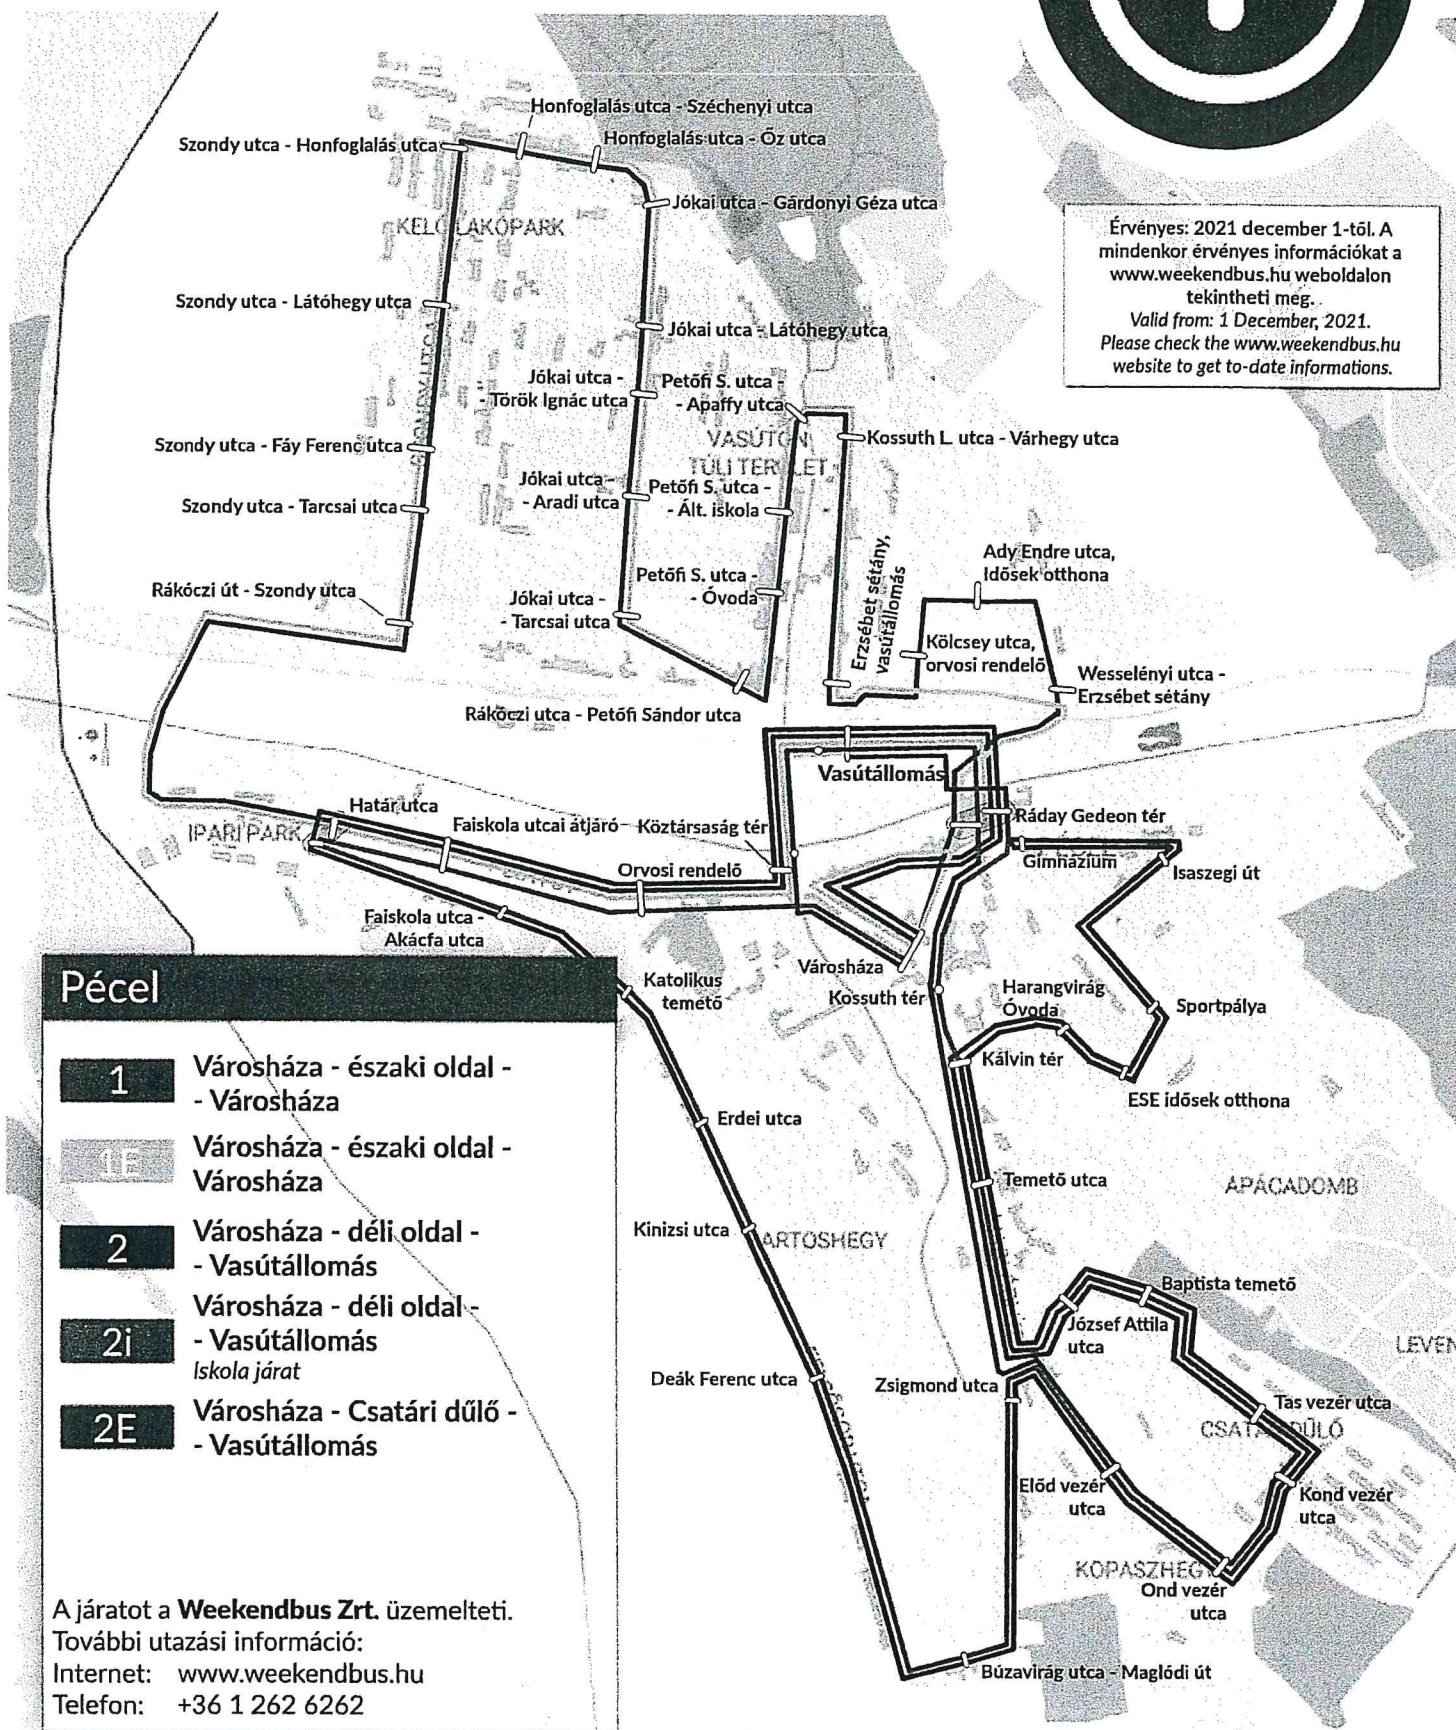 Honfoglalás utca - Széchenyi utca
Szondy utca - Honfoglalás utca
Honfoglalás utca - Őz utca
Jókai utca - Gárdonyi Géza utca
KELŐ LAKÓPARK
Érvényes: 2021 december 1-től. A
mindenkor érvényes információkat a
www.weekendbus.hu weboldalon
tekintheti meg.
Valid from: 1 December, 2021.
Please check the www.weekendbus.hu
website to get to-date informations.
Szondy utca - Látóhegy utca
Jókai utca - Látóhegy utca
Jókai utca -
- Török Ignác utca
Petőfi S. utca -
- Apaffy utca
Szondy utca - Fáy Ferenc utca
VASÚTON
TÚLI TERÜLET
Kossuth L. utca - Várhegy utca
Szondy utca - Tarcsai utca
Jókai utca -
- Aradi utca
Petőfi S. utca -
- Ált. iskola
Rákóczi út - Szondy utca
Jókai utca -
- Tarcsai utca
Petőfi S. utca -
- Óvoda
Erzsébet sétány,
vasútállomás
Ady Endre utca,
Idősek otthona
Kölcsey utca,
orvosi rendelő
Wesselényi utca -
Erzsébet sétány
Rákóczi utca - Petőfi Sándor utca
Vasútállomás
Határ utca
IPARI PARK
Faiskola utcai átjáró
Köztársaság tér
Ráday Gedeon tér
Orvosi rendelő
Gimnázium
Isaszegi út
Faiskola utca -
Akácfa utca
Városháza
Kossuth tér
Katolikus
temető
Harangvirág
Óvoda
Sportpálya
Kálvin tér
ESE idősek otthona
Erdei utca
Temető utca
APÁCADOMB
Kinizsi utca
ARTOSHEGY
Baptista temető
József Attila
utca
LEVEN
Deák Ferenc utca
Zsigmond utca
Tas vezér utca
CSATÁRI DŰLŐ
Előd vezér
utca
Kond vezér
utca
KOPASZHEGY
Ond vezér
utca
Búzavirág utca - Maglódi út
Pécel
1 Városháza - északi oldal -
- Városháza
1E Városháza - északi oldal -
Városháza
2 Városháza - déli oldal -
- Vasútállomás
2i Városháza - déli oldal -
- Vasútállomás
Iskola járat
2E Városháza - Csatári dűlő -
- Vasútállomás
A járatot a Weekendbus Zrt. üzemelteti.
További utazási információ:
Internet: www.weekendbus.hu
Telefon: +36 1 262 6262